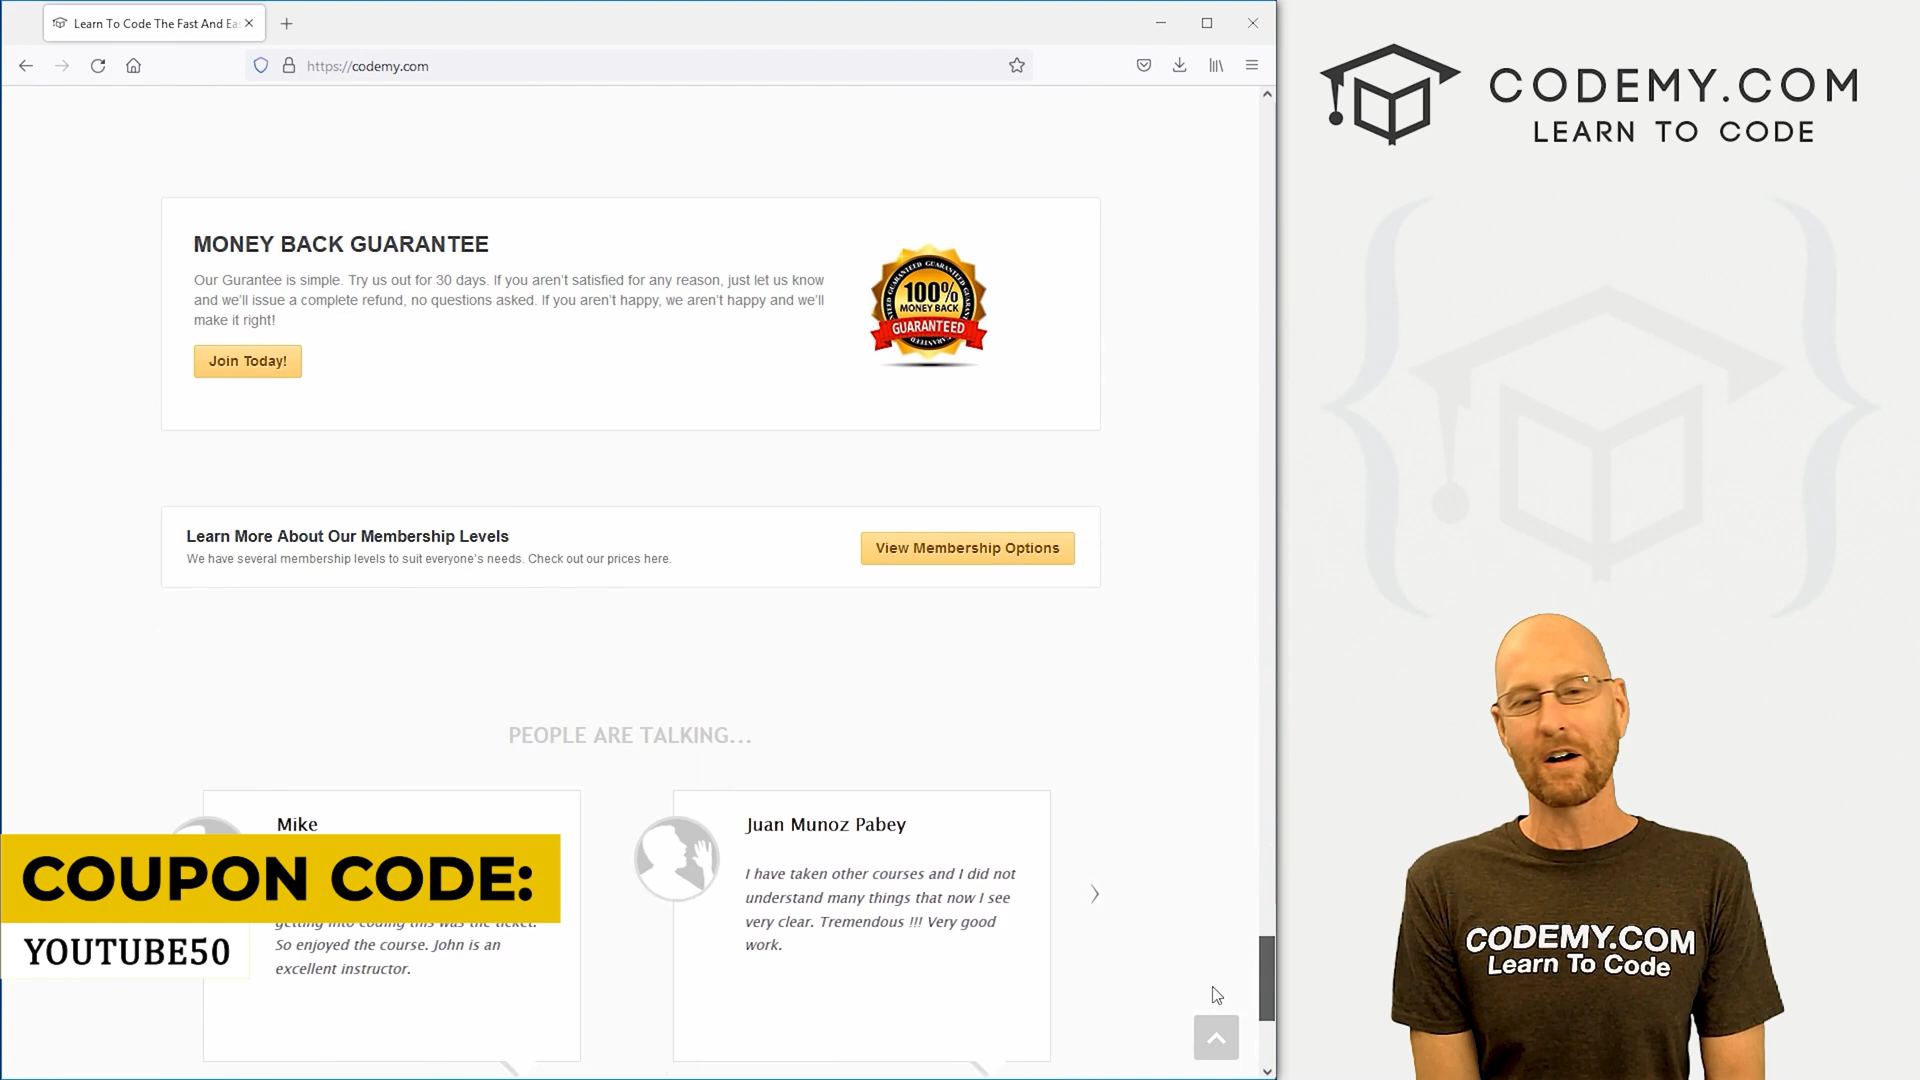 Learn To Code The Fast And Ea
https://codemy.com
CODEMY.COM
LEARN TO CODE
MONEY BACK GUARANTEE
Our Gurantee is simple. Try us out for 30 days. If you aren't satisfied for any reason, just let us know
and we'll issue a complete refund, no questions asked. If you aren't happy, we aren't happy and we'll
make it right!
Join Today!
100%
MONEY BACK
GUARANTEED
Learn More About Our Membership Levels
We have several membership levels to suit everyone's needs. Check out our prices here.
View Membership Options
PEOPLE ARE TALKING...
Mike
getting into coding this was the ticket.
So enjoyed the course. John is an
excellent instructor.
Juan Munoz Pabey
I have taken other courses and I did not
understand many things that now I see
very clear. Tremendous !!! Very good
work.
COUPON CODE:
YOUTUBE50
CODEMY.COM
Learn To Code